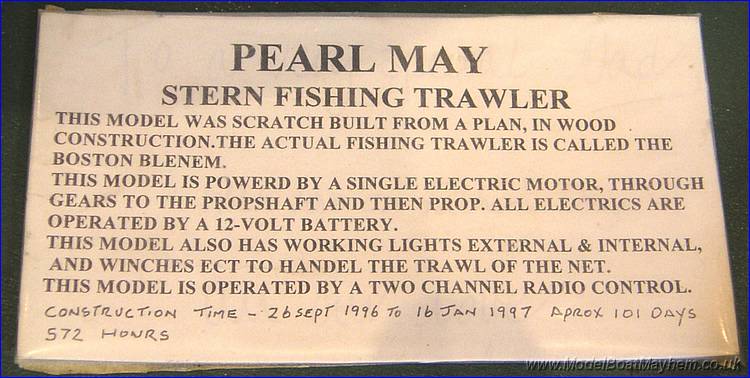 PEARL MAY
STERN FISHING TRAWLER
THIS MODEL WAS SCRATCH BUILT FROM A PLAN, IN WOOD
CONSTRUCTION.THE ACTUAL FISHING TRAWLER IS CALLED THE
BOSTON BLENEM.
THIS MODEL IS POWERD BY A SINGLE ELECTRIC MOTOR, THROUGH
GEARS TO THE PROPSHAFT AND THEN PROP. ALL ELECTRICS ARE
OPERATED BY A 12-VOLT BATTERY.
THIS MODEL ALSO HAS WORKING LIGHTS EXTERNAL & INTERNAL,
AND WINCHES ECT TO HANDEL THE TRAWL OF THE NET.
THIS MODEL IS OPERATED BY A TWO CHANNEL RADIO CONTROL.
CONSTRUCTION TIME - 26 SEPT 1996 TO 16 JAN 1997 APROX 101 DAYS
572 HOURS
www.ModelBoatMayhem.co.uk